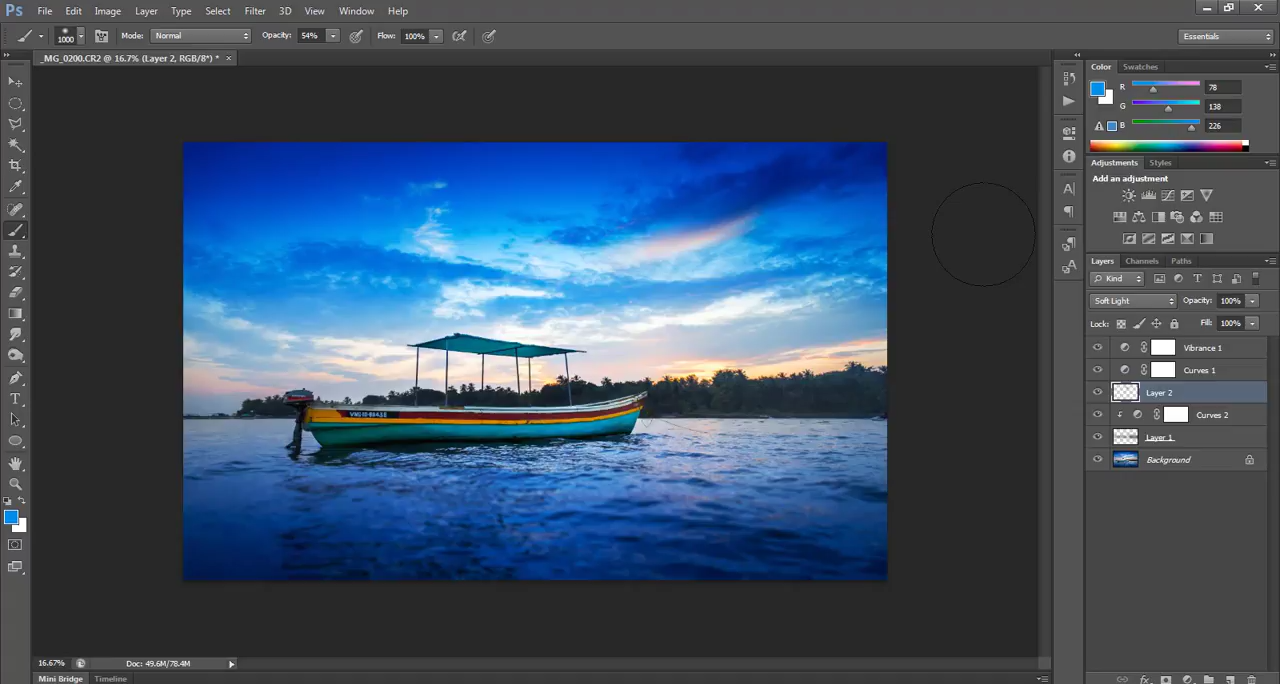 Ps File Edit Image Layer Type Select Filter 3D View Window Help
1000 Mode: Normal Opacity: 54% Flow: 100% Essentials
_MG_0200.CR2 @ 16.7% (Layer 2, RGB/8*) * ×
Color Swatches
R 78
G 138
B 226
Adjustments Styles
Add an adjustment
Layers Channels Paths
Kind
Soft Light Opacity: 100%
Lock: Fill: 100%
Vibrance 1
Curves 1
Layer 2
Curves 2
Layer 1
Background
16.67% Doc: 49.6M/78.4M
Mini Bridge Timeline